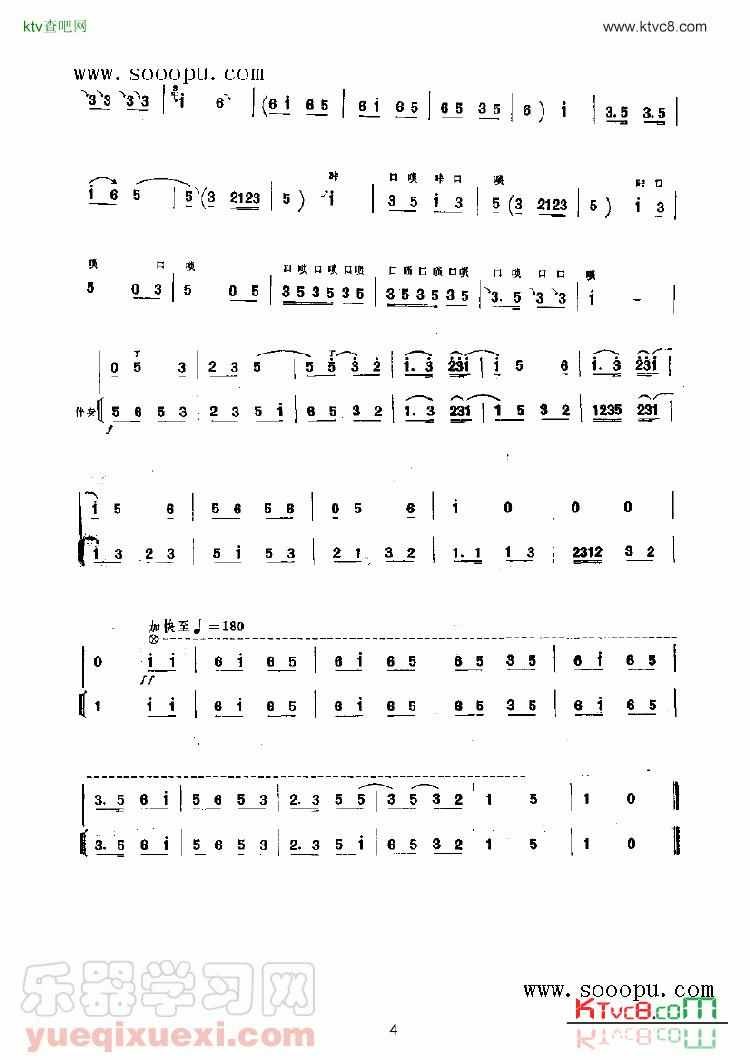 ktv查吧网
www.ktvc8.com
www.sooopu.com
3 3 3 3 | i 6 | (6 i 6 5 | 6 i 6 5 | 6 5 3 5 | 6) i | 3.5 3.5 |
咔 口 嗊 咔 口 嗊
i 6 5 | 5 (3 2123 | 5) i | 3 5 i 3 | 5 (3 2123 | 5) i 3 |
5 0 3 | 5 0 5 | 3 5 3 5 3 5 | 3 5 3 5 3 5 | 3. 5 3 3 | i - |
0 5 3 | 2 3 5 | 5 5 3 2 | i. 3 231 | i 5 6 | i. 3 231
伴奏 5 6 5 3 | 2 3 5 i | 6 5 3 2 | 1. 3 231 | 1 5 3 2 | 1235 231 |
f
i 5 6 | 5 5 6 | 0 5 6 | i 0 | 0 0 |
i 3 2 3 | 5 i 5 3 | 2 1 3 2 | 1. 1 1 3 | 2312 3 2 |
加快至♩=180
0 i i | 6 i 6 5 | 6 i 6 5 | 6 5 3 5 | 6 i 6 5 |
ff
1 i i | 6 i 6 5 | 6 i 6 5 | 6 5 3 5 | 6 i 6 5 |
3. 5 6 i | 5 6 5 3 | 2. 3 5 5 | 3 5 3 2 | 1 5 | 1 0 ||
3. 5 6 i | 5 6 5 3 | 2. 3 5 i | 6 5 3 2 | 1 5 | 1 0 ||
乐器学习网
yueqixuexi.com
4
www.sooopu.com
KTvc8.com